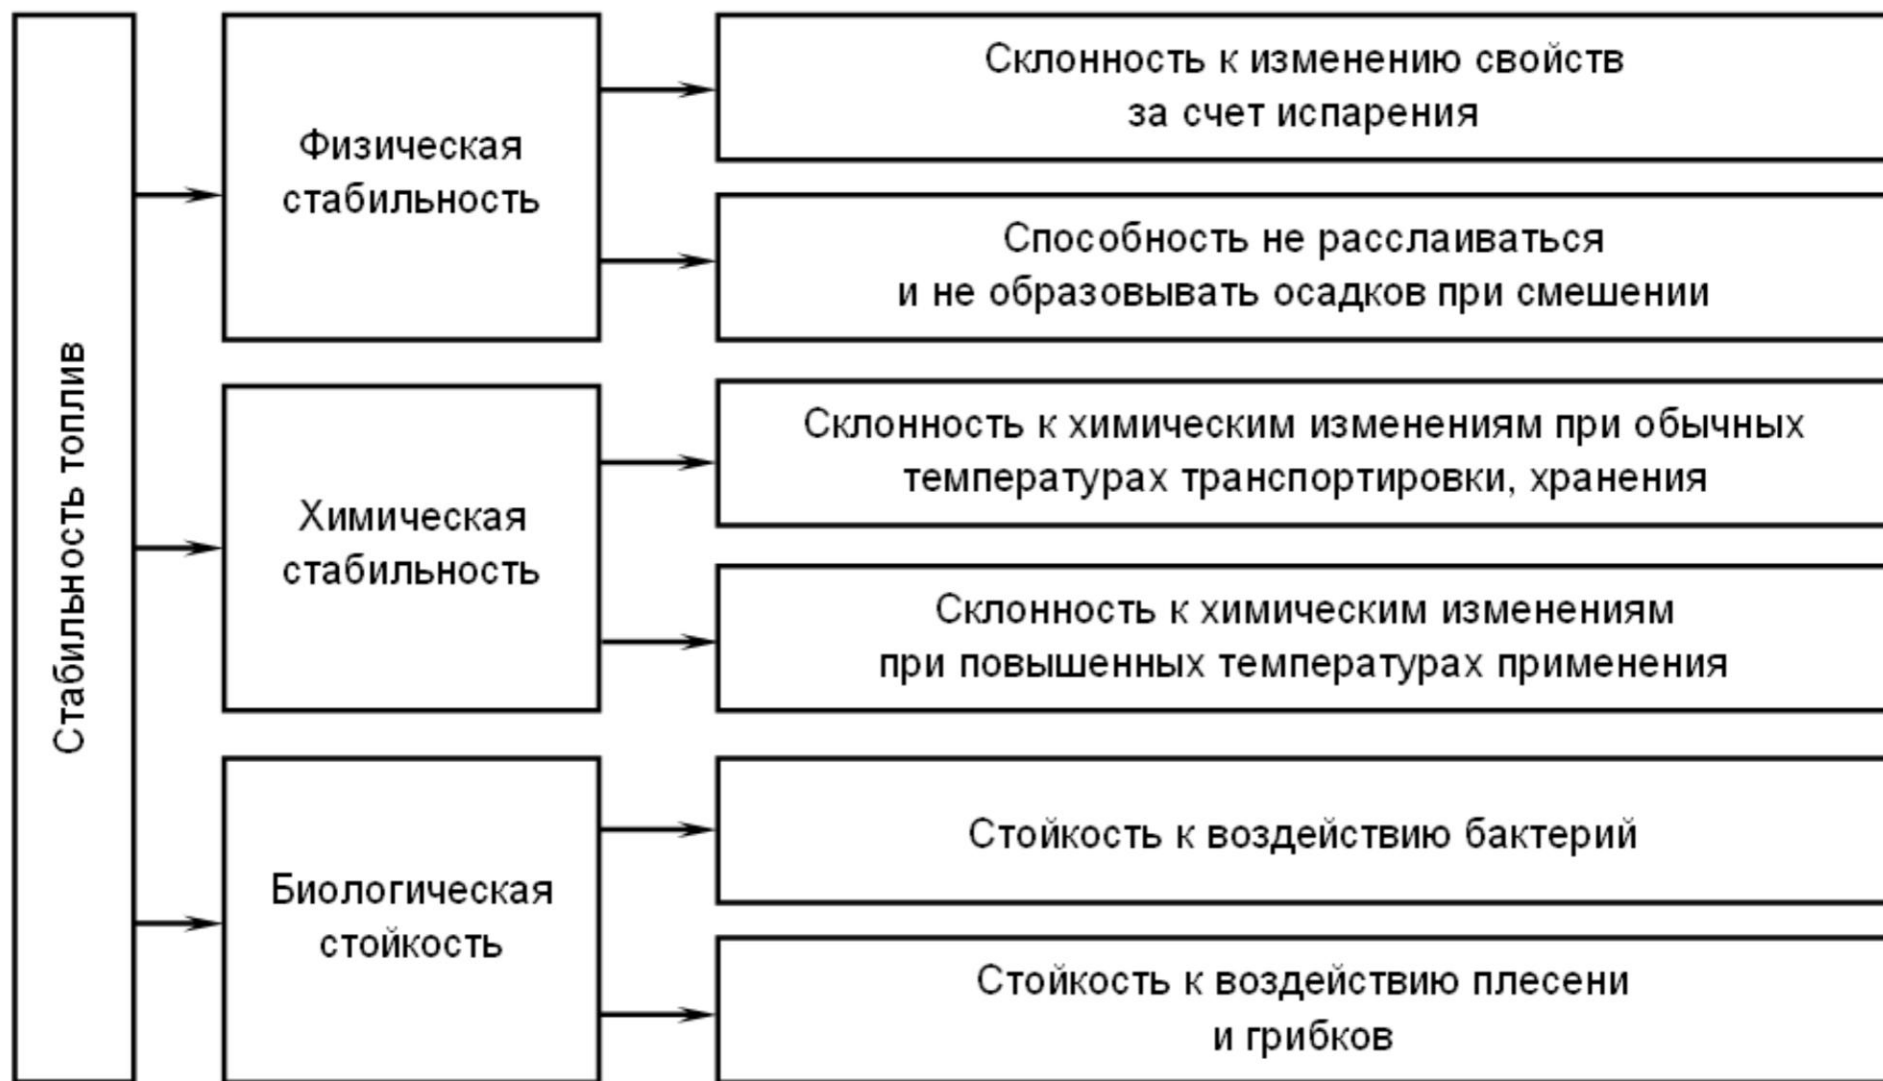 Стабильность топлив
Физическая
стабильность
Склонность к изменению свойств
за счет испарения
Способность не расслаиваться
и не образовывать осадков при смешении
Химическая
стабильность
Склонность к химическим изменениям при обычных
температурах транспортировки, хранения
Склонность к химическим изменениям
при повышенных температурах применения
Биологическая
стойкость
Стойкость к воздействию бактерий
Стойкость к воздействию плесени
и грибков